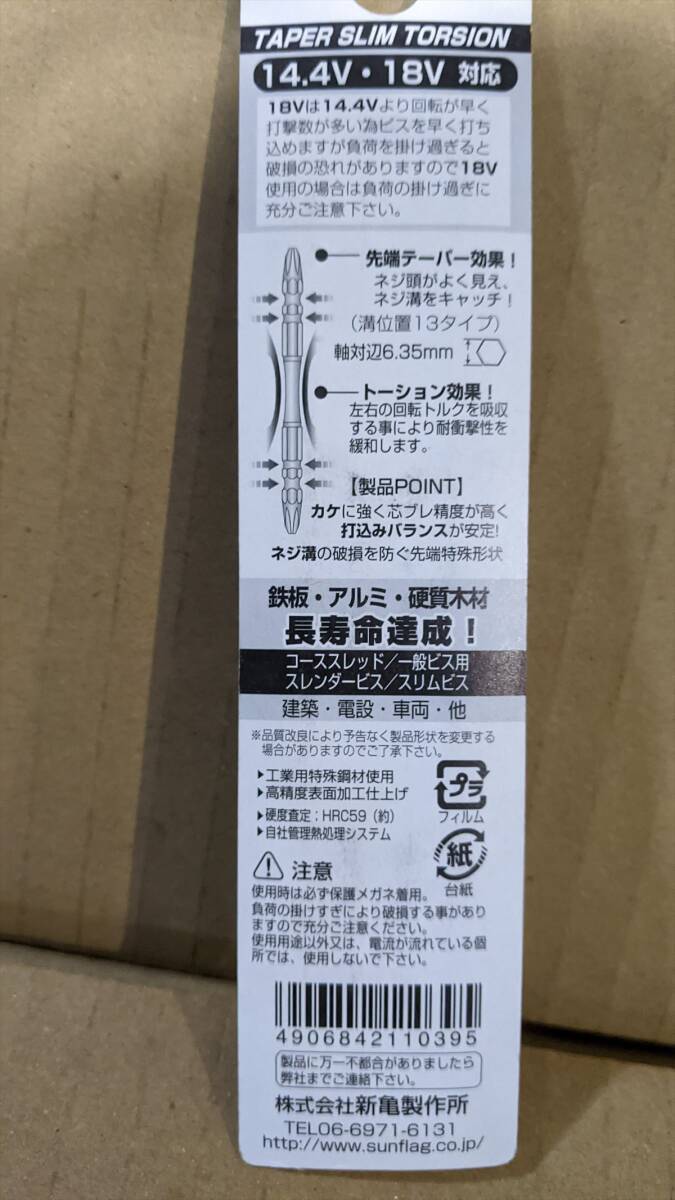 TAPER SLIM TORSION
14.4V・18V 対応
18Vは14.4Vより回転が早く
打撃数が多い為ビスを早く打ち
込めますが負荷を掛け過ぎると
破損の恐れがありますので18V
使用の場合は負荷の掛け過ぎに
充分ご注意下さい。
先端テーパー効果！
ネジ頭がよく見え、
ネジ溝をキャッチ！
（溝位置13タイプ）
軸対辺6.35mm
トーション効果！
左右の回転トルクを吸収
する事により耐衝撃性を
緩和します。
【製品POINT】
カケに強く芯ブレ精度が高く
打込みバランスが安定!
ネジ溝の破損を防ぐ先端特殊形状
鉄板・アルミ・硬質木材
長寿命達成！
コーススレッド／一般ビス用
スレンダービス／スリムビス
建築・電設・車両・他
※品質改良により予告なく製品形状を変更する
場合がありますのでご了承下さい。
▶工業用特殊鋼材使用
▶高精度表面加工仕上げ
▶硬度査定；HRC59（約）
▶自社管理熱処理システム
プラ
フィルム
紙
台紙
注意
使用時は必ず保護メガネ着用。
負荷の掛けすぎにより破損する事があり
ますので充分ご注意ください。
使用用途以外又は、電流が流れている個
所では、使用しないで下さい。
4906842110395
製品に万一不都合がありましたら
弊社までご連絡下さい。
株式会社新亀製作所
TEL06-6971-6131
http://www.sunflag.co.jp/